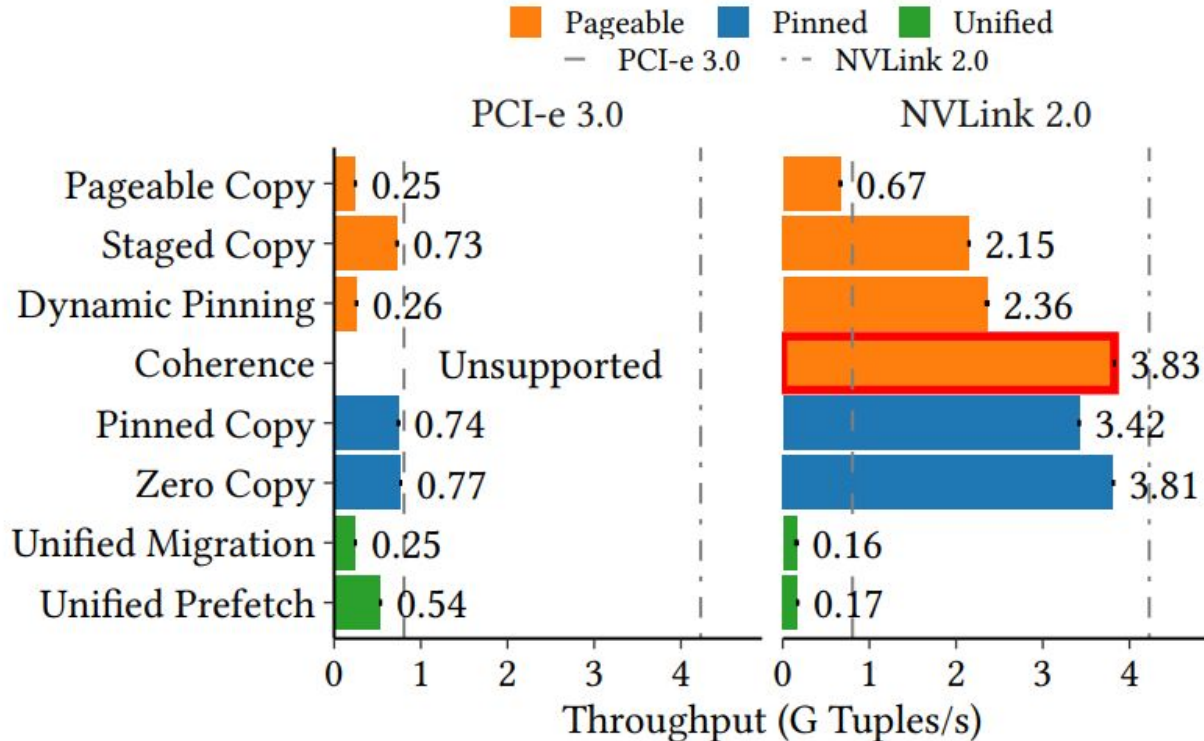 Pageable Pinned Unified
PCI-e 3.0 NVLink 2.0
PCI-e 3.0 NVLink 2.0
Pageable Copy 0.25 0.67
Staged Copy 0.73 2.15
Dynamic Pinning 0.26 2.36
Coherence Unsupported 3.83
Pinned Copy 0.74 3.42
Zero Copy 0.77 3.81
Unified Migration 0.25 0.16
Unified Prefetch 0.54 0.17
0 1 2 3 4 0 1 2 3 4
Throughput (G Tuples/s)